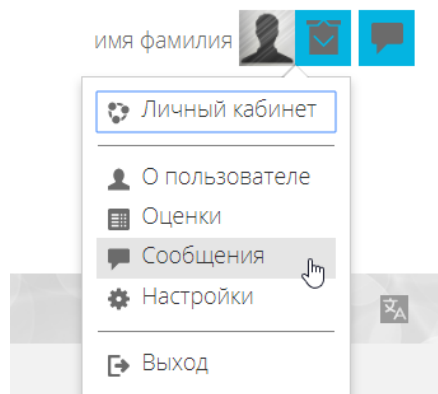 имя фамилия
Личный кабинет
О пользователе
Оценки
Сообщения
Настройки
Выход